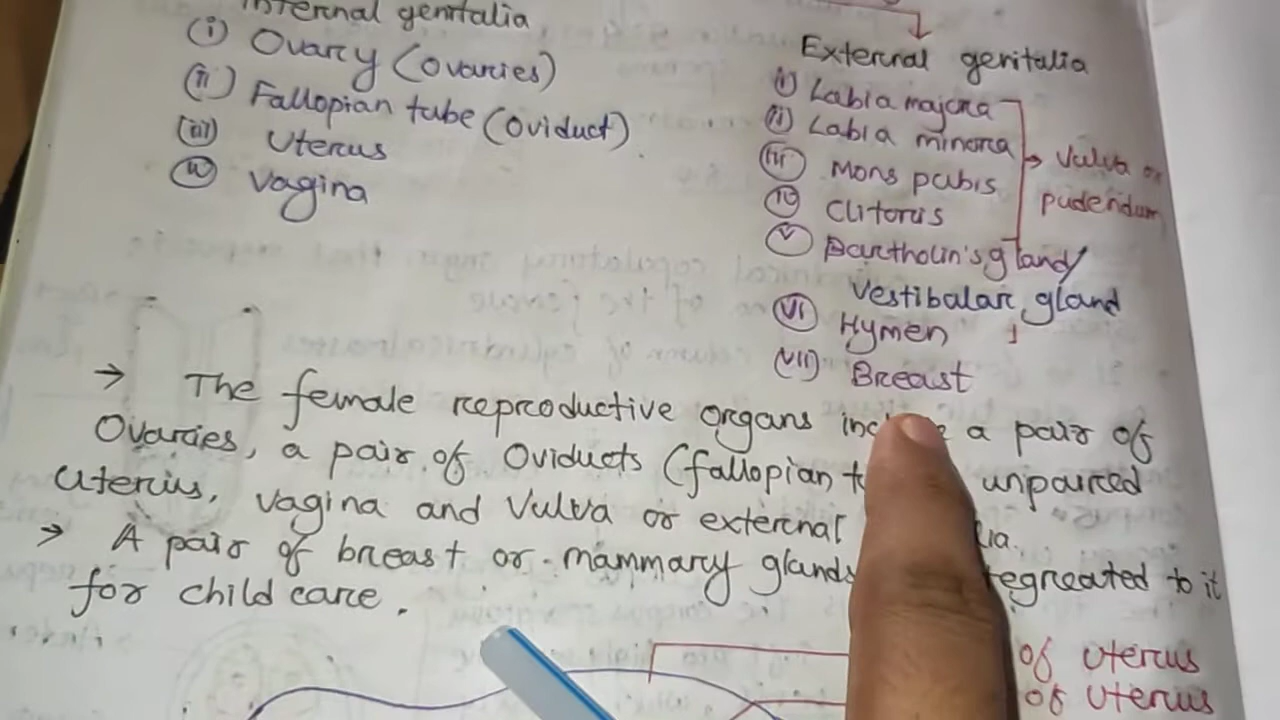 Internal genitalia
(i) Ovary (Ovaries)
(ii) Fallopian tube (Oviduct)
(iii) Uterus
(iv) Vagina
External genitalia
(i) Labia majora
(ii) Labia minora
(iii) Mons pubis
(iv) Clitoris
(v) Bartholin's gland/
Vestibular gland
(vi) Hymen
(vii) Breast
→ Vulva or
pudendum
→ The female reproductive organs a pair of
Ovaries, a pair of Oviducts (fallopian unpaired
Uterus, vagina and Vulva or external
→ A pair of breast or mammary glands to it
for child care.
of Uterus
of Uterus